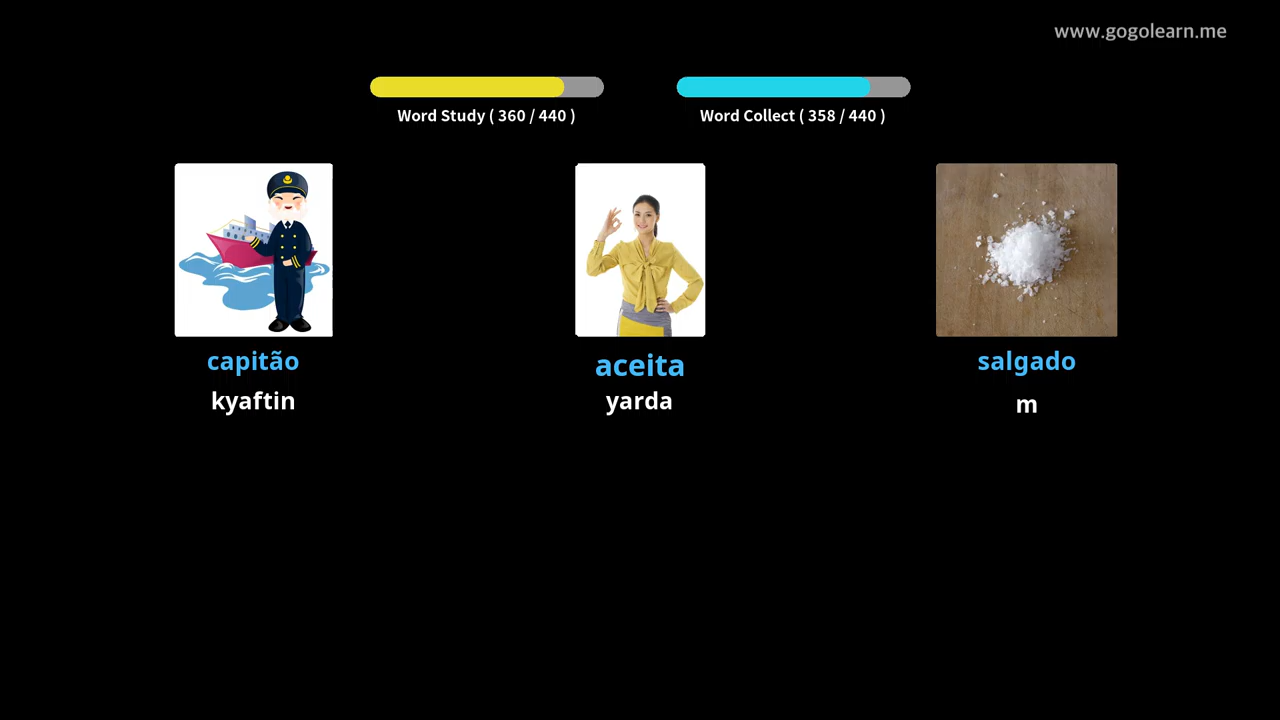 www.gogolearn.me
Word Study ( 360 / 440 )
Word Collect ( 358 / 440 )
capitão
aceita
salgado
kyaftin
yarda
m